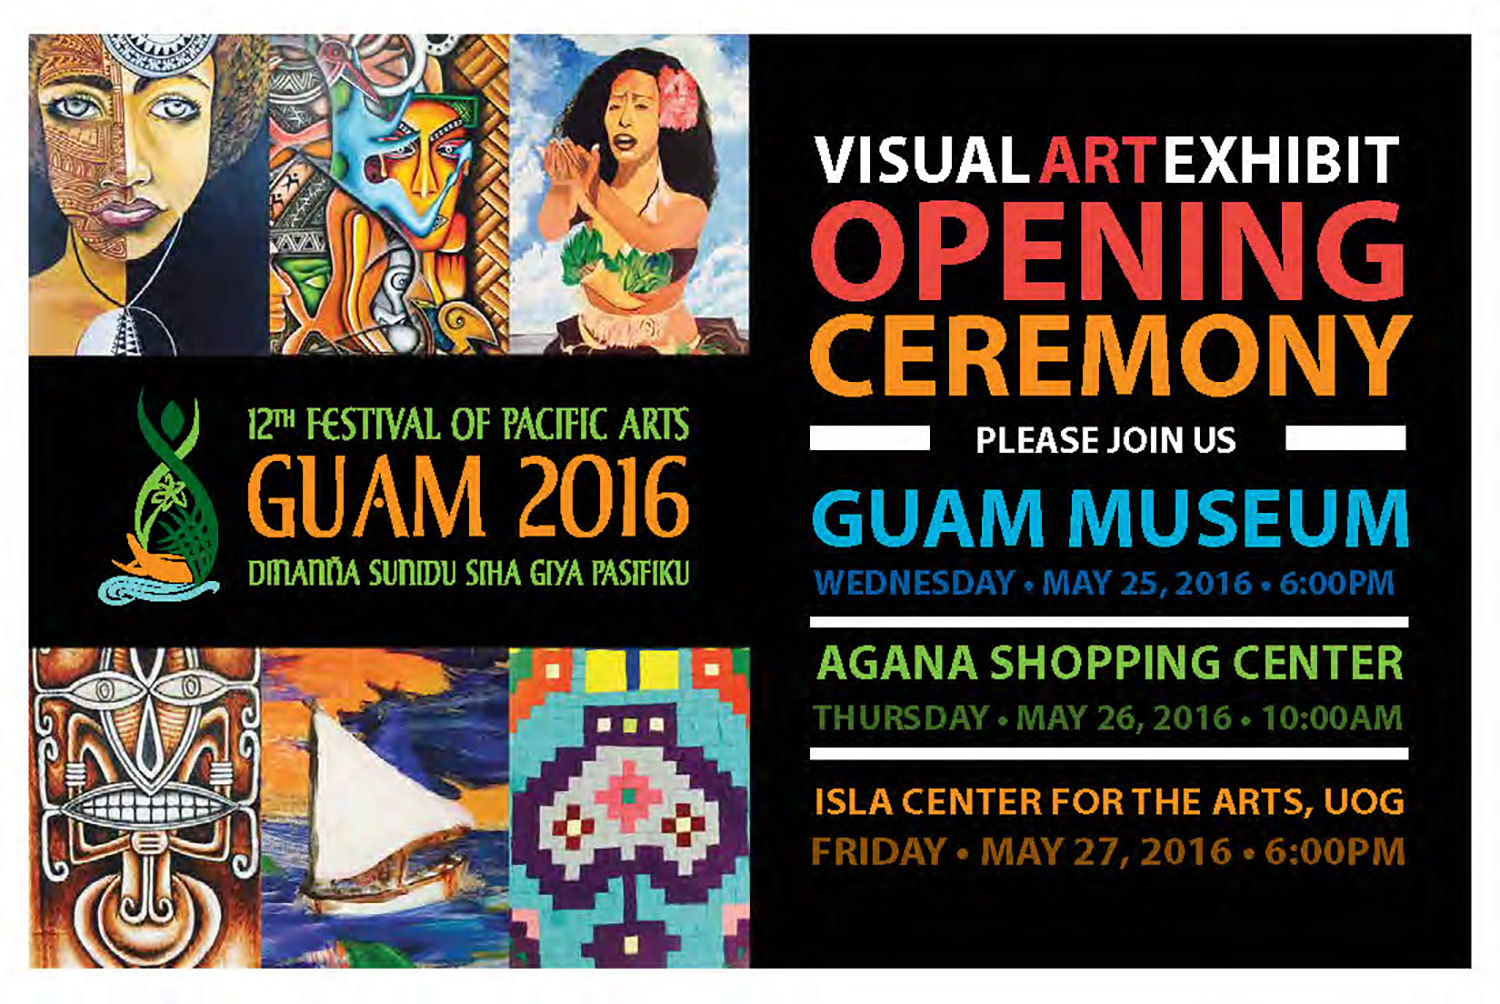 12TH FESTIVAL OF PACIFIC ARTS
GUAM 2016
DINANÑA SUNIDU SIHA GIYA PASIFIKU
VISUAL ART EXHIBIT
OPENING
CEREMONY
PLEASE JOIN US
GUAM MUSEUM
WEDNESDAY • MAY 25, 2016 • 6:00PM
AGANA SHOPPING CENTER
THURSDAY • MAY 26, 2016 • 10:00AM
ISLA CENTER FOR THE ARTS, UOG
FRIDAY • MAY 27, 2016 • 6:00PM